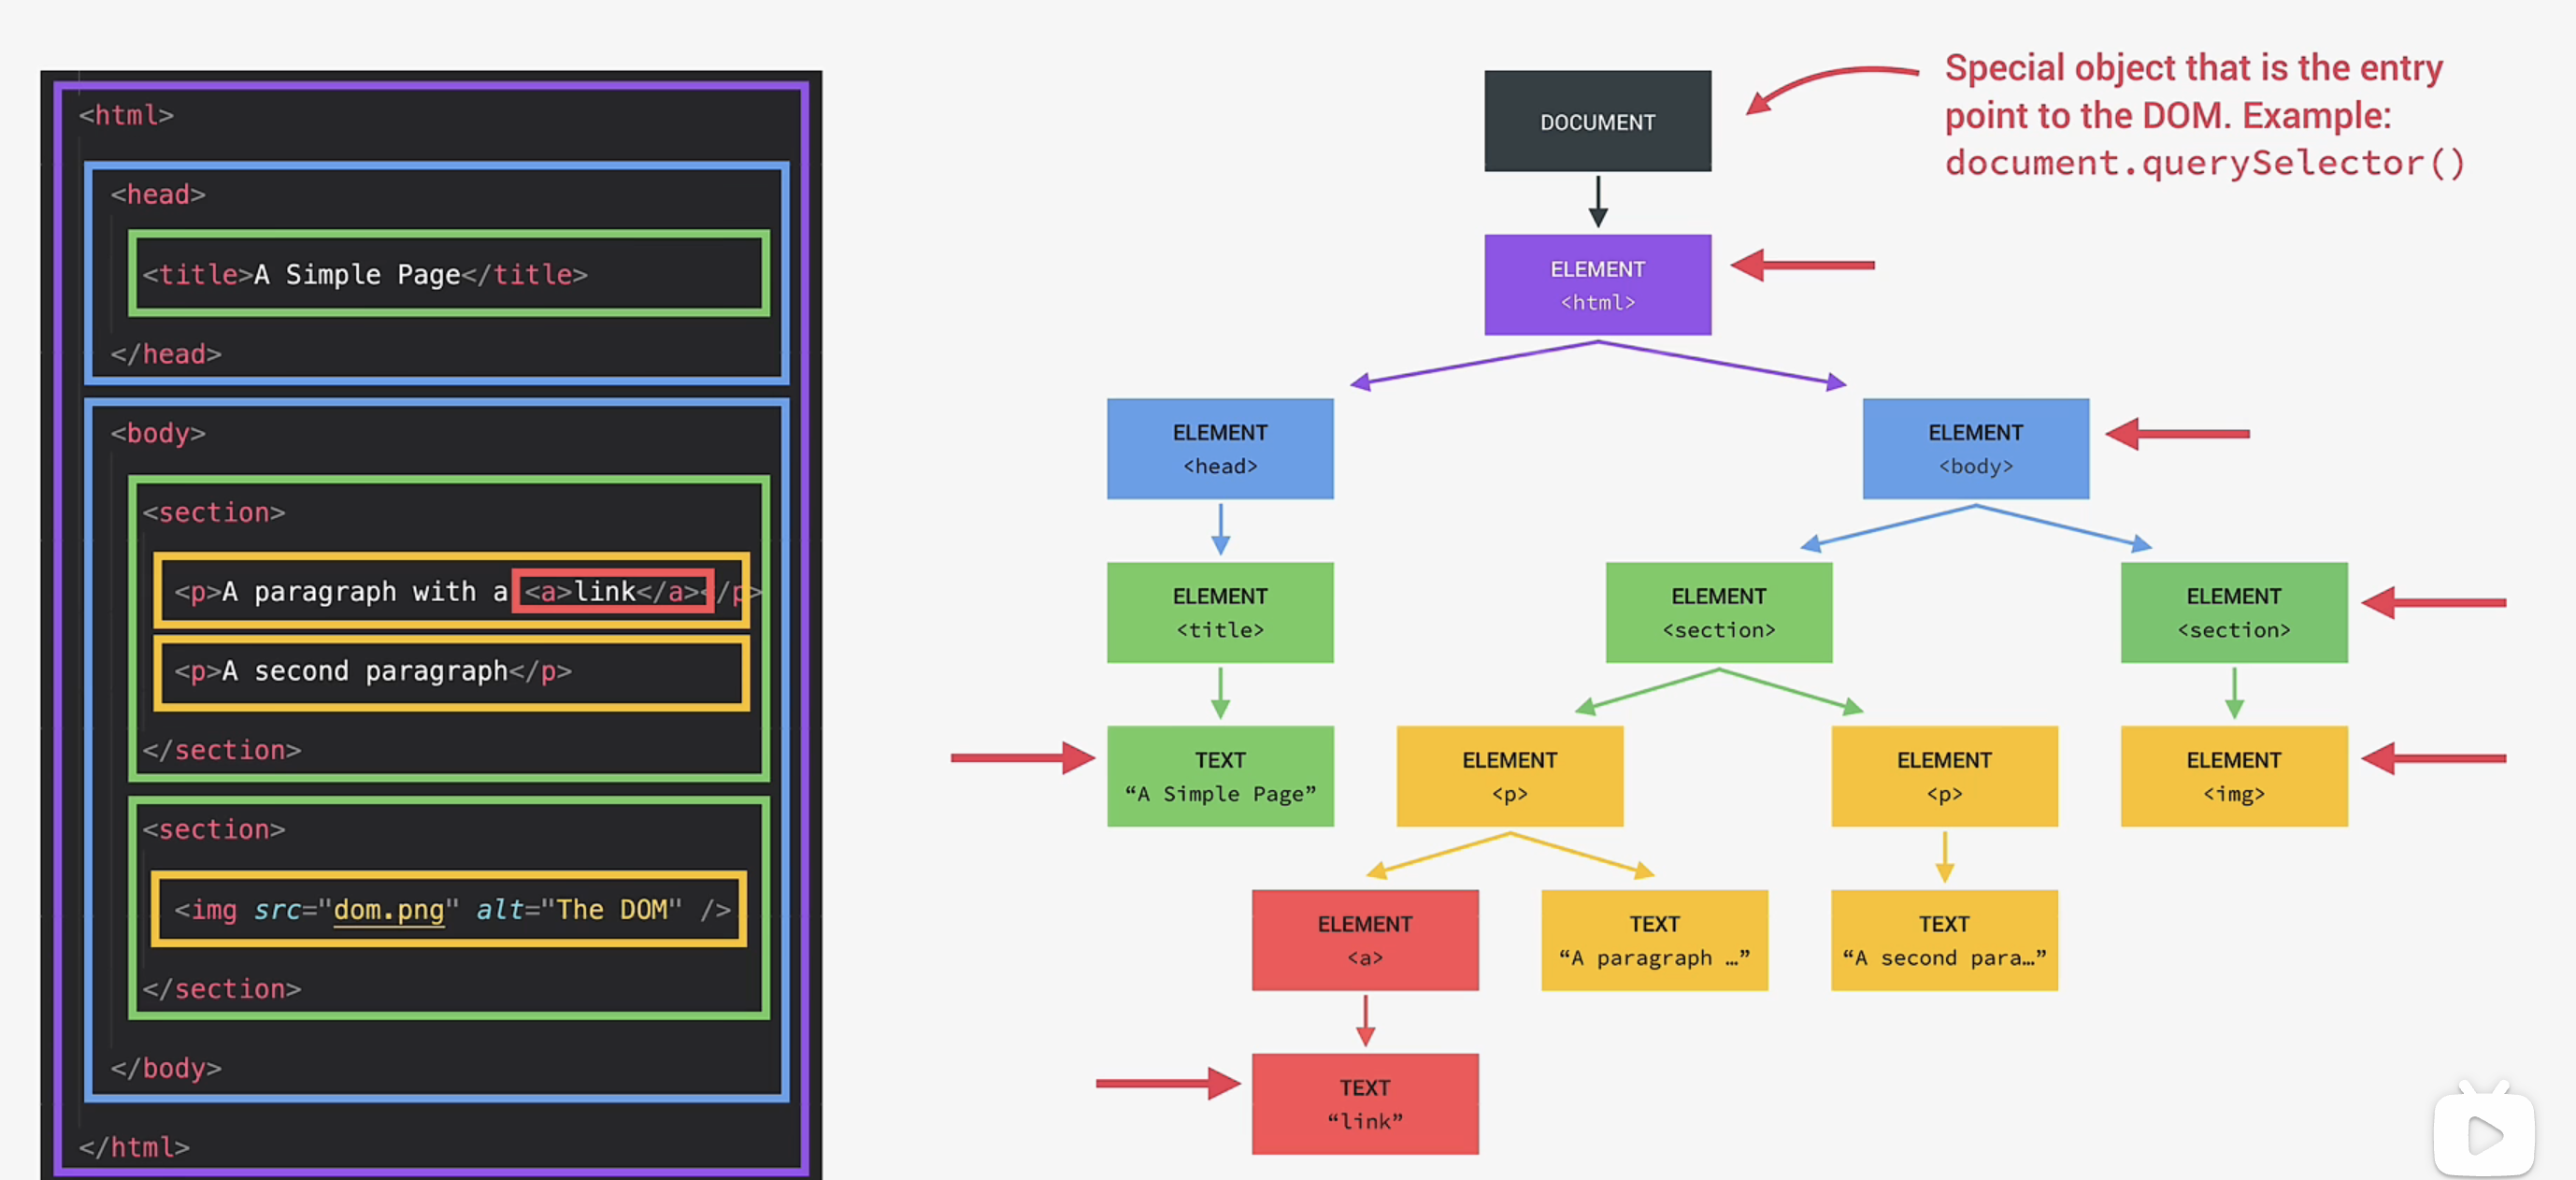 <html>
<head>
<title>A Simple Page</title>
</head>
<body>
<section>
<p>A paragraph with a <a>link</a></p>
<p>A second paragraph</p>
</section>
<section>
<img src="dom.png" alt="The DOM" />
</section>
</body>
</html>
Special object that is the entry
point to the DOM. Example:
document.querySelector()
DOCUMENT
ELEMENT
<html>
ELEMENT
<head>
ELEMENT
<body>
ELEMENT
<title>
ELEMENT
<section>
ELEMENT
<section>
TEXT
“A Simple Page”
ELEMENT
<p>
ELEMENT
<p>
ELEMENT
<img>
ELEMENT
<a>
TEXT
“A paragraph …”
TEXT
“A second para…”
TEXT
“link”